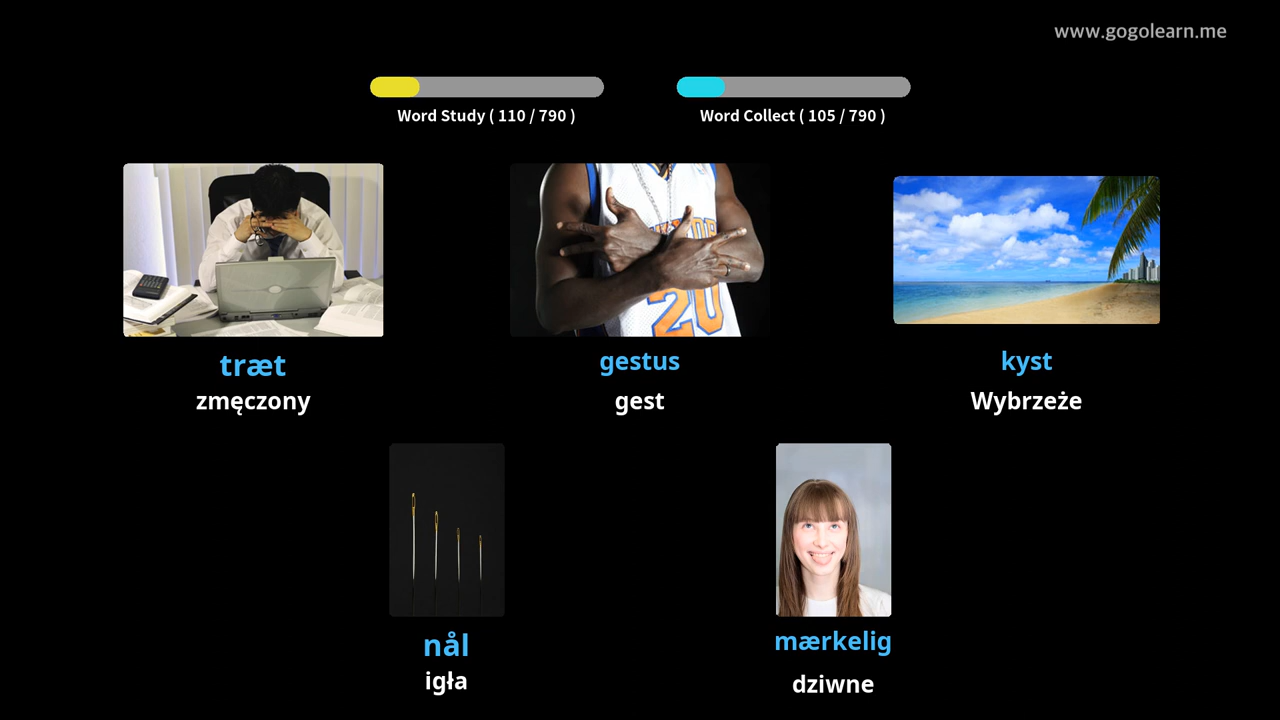 www.gogolearn.me
Word Study ( 110 / 790 )
Word Collect ( 105 / 790 )
træt
zmęczony
gestus
gest
kyst
Wybrzeże
20
nål
igła
mærkelig
dziwne